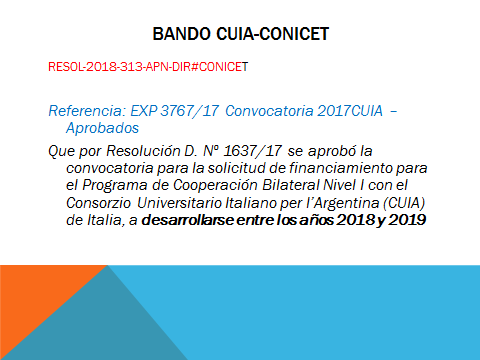 BANDO CUIA-CONICET
RESOL-2018-313-APN-DIR#CONICET
Referencia: EXP 3767/17 Convocatoria 2017CUIA –
Aprobados
Que por Resolución D. Nº 1637/17 se aprobó la
convocatoria para la solicitud de financiamiento para
el Programa de Cooperación Bilateral Nivel I con el
Consorzio Universitario Italiano per l’Argentina (CUIA)
de Italia, a desarrollarse entre los años 2018 y 2019